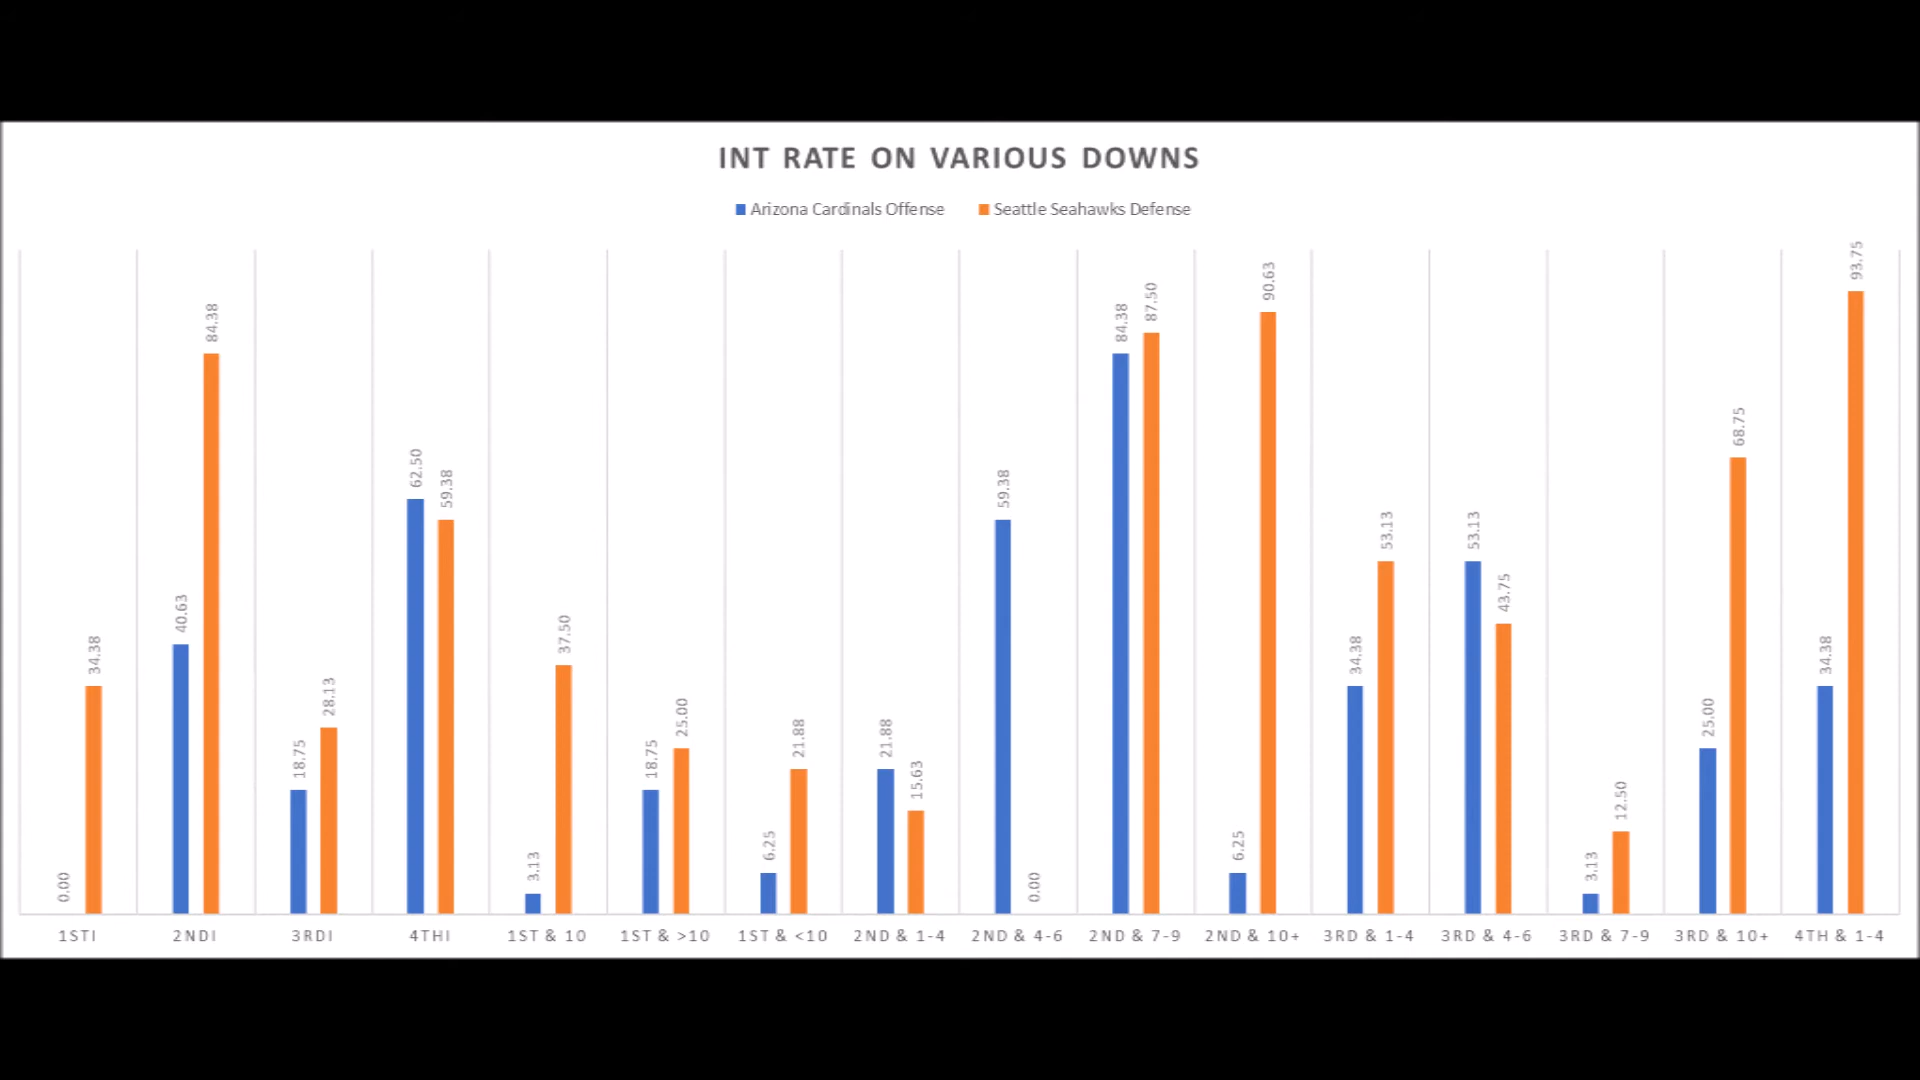 INT RATE ON VARIOUS DOWNS
Arizona Cardinals Offense Seattle Seahawks Defense
0.00 34.38 40.63 84.38 18.75 28.13 62.50 59.38 3.13 37.50 18.75 25.00 6.25 21.88 21.88 15.63 59.38 0.00 84.38 87.50 6.25 90.63 34.38 53.13 53.13 43.75 3.13 12.50 25.00 68.75 34.38 93.75
1STI 2NDI 3RDI 4THI 1ST & 10 1ST & >10 1ST & <10 2ND & 1-4 2ND & 4-6 2ND & 7-9 2ND & 10+ 3RD & 1-4 3RD & 4-6 3RD & 7-9 3RD & 10+ 4TH & 1-4